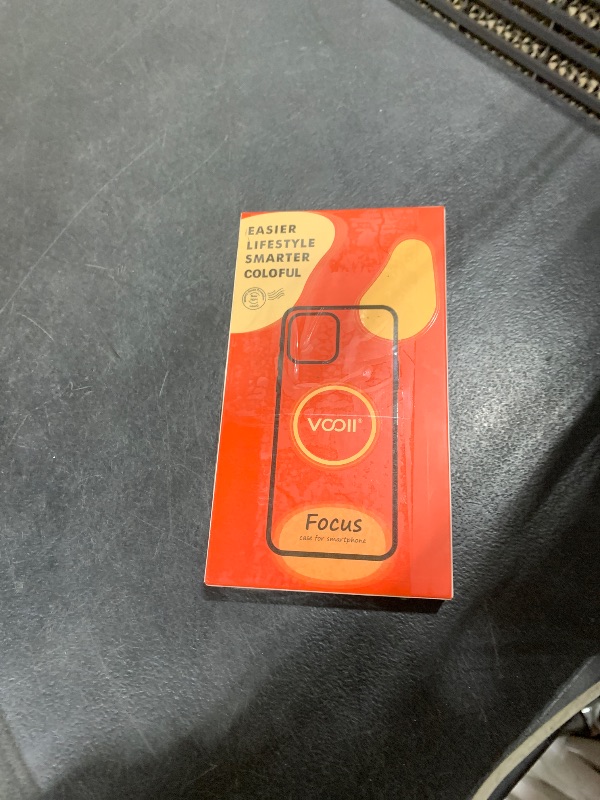 EASIER
LIFESTYLE
SMARTER
COLOFUL
VOOII®
Focus
case for smartphone